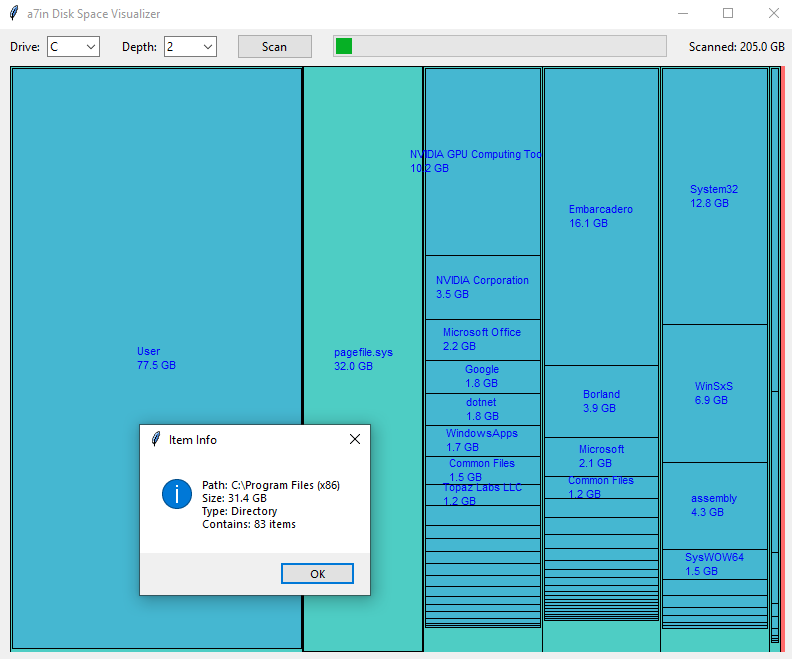 a7in Disk Space Visualizer
Drive: C Depth: 2 Scan Scanned: 205.0 GB
User
77.5 GB
pagefile.sys
32.0 GB
NVIDIA GPU Computing Too
10.2 GB
NVIDIA Corporation
3.5 GB
Microsoft Office
2.2 GB
Google
1.8 GB
dotnet
1.8 GB
WindowsApps
1.7 GB
Common Files
1.5 GB
Topaz Labs LLC
1.2 GB
Embarcadero
16.1 GB
Borland
3.9 GB
Microsoft
2.1 GB
Common Files
1.2 GB
System32
12.8 GB
WinSxS
6.9 GB
assembly
4.3 GB
SysWOW64
1.5 GB
Item Info
Path: C:\Program Files (x86)
Size: 31.4 GB
Type: Directory
Contains: 83 items
OK